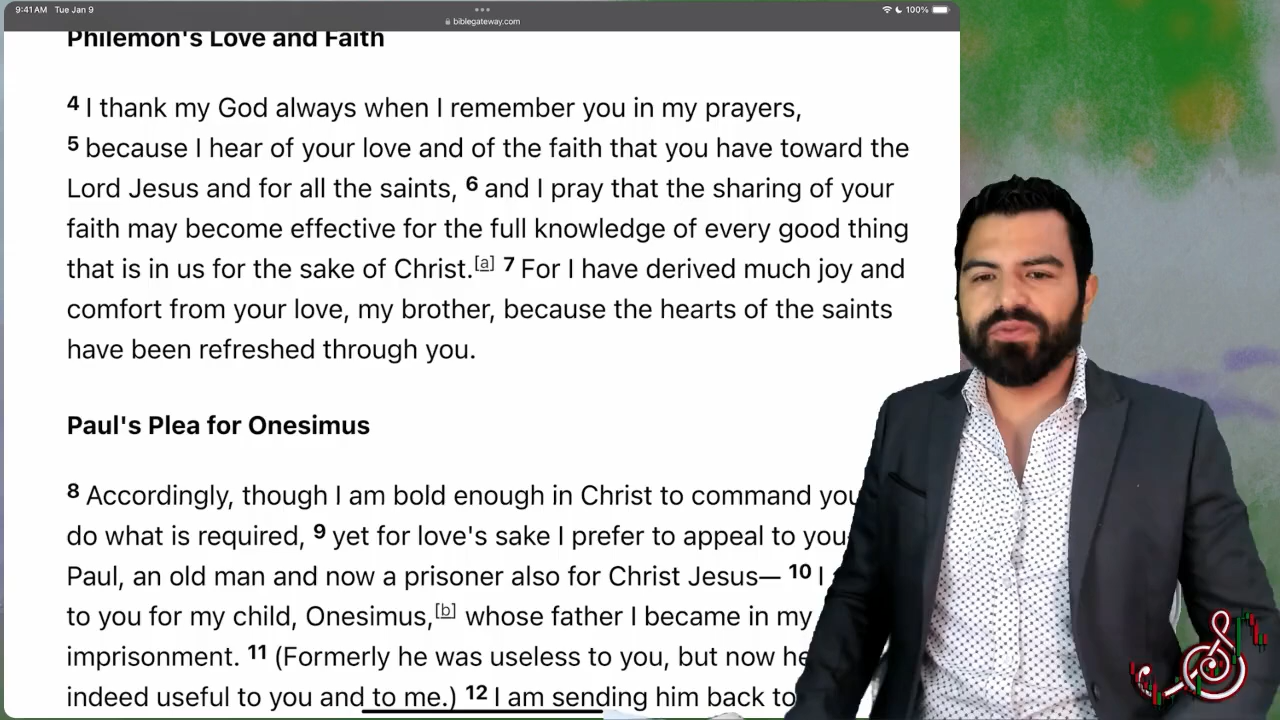 9:41 AM Tue Jan 9
100%
biblegateway.com
Philemon's Love and Faith
4 I thank my God always when I remember you in my prayers,
5 because I hear of your love and of the faith that you have toward the
Lord Jesus and for all the saints, 6 and I pray that the sharing of your
faith may become effective for the full knowledge of every good thing
that is in us for the sake of Christ.[a] 7 For I have derived much joy and
comfort from your love, my brother, because the hearts of the saints
have been refreshed through you.
Paul's Plea for Onesimus
8 Accordingly, though I am bold enough in Christ to command you
do what is required, 9 yet for love's sake I prefer to appeal to you
Paul, an old man and now a prisoner also for Christ Jesus— 10 I
to you for my child, Onesimus,[b] whose father I became in my
imprisonment. 11 (Formerly he was useless to you, but now he
indeed useful to you and to me.) 12 I am sending him back to